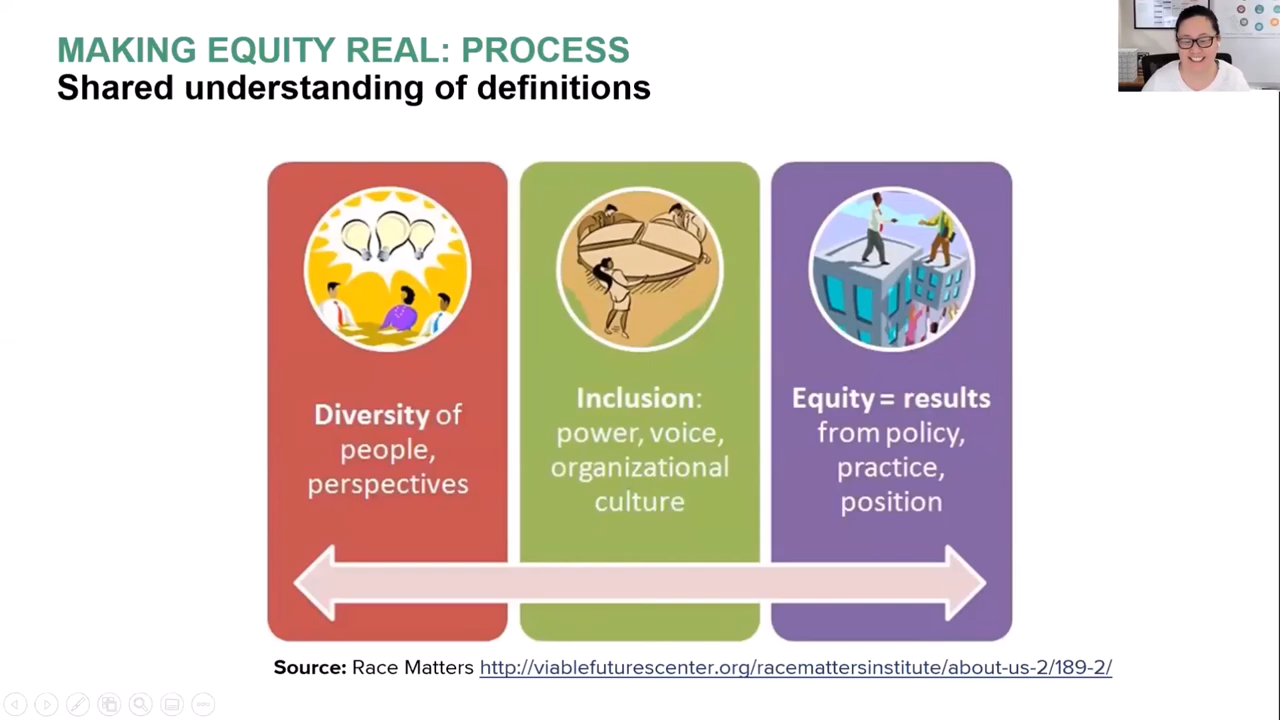 MAKING EQUITY REAL: PROCESS
Shared understanding of definitions
Diversity of
people,
perspectives
Inclusion:
power, voice,
organizational
culture
Equity = results
from policy,
practice,
position
Source: Race Matters http://viablefuturescenter.org/racemattersinstitute/about-us-2/189-2/